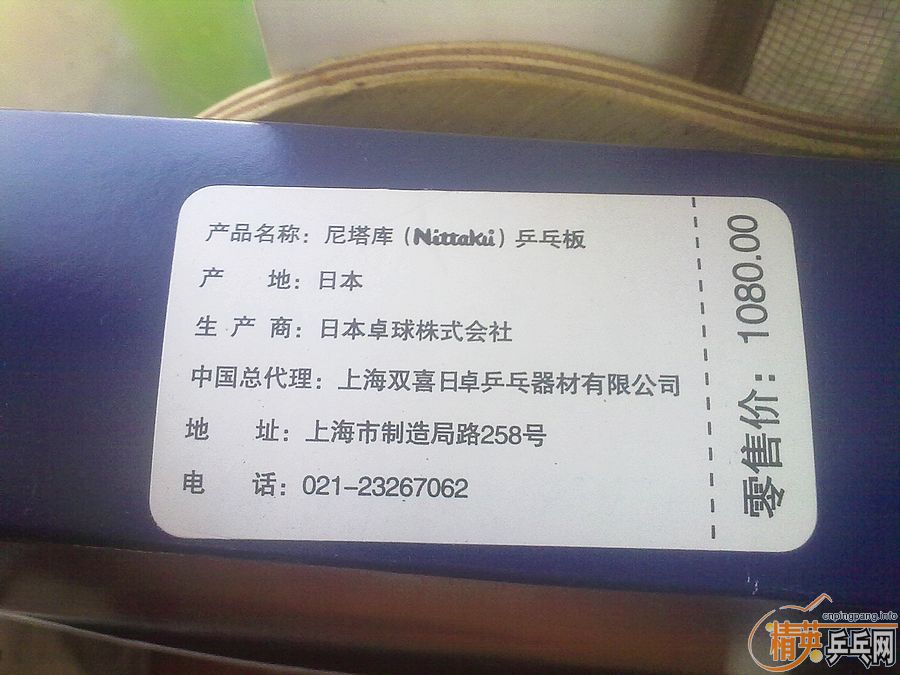 产品名称：尼塔库（Nittaku）乒乓板
产 地：日本
生 产 商：日本卓球株式会社
中国总代理：上海双喜日卓乒乓器材有限公司
地 址：上海市制造局路258号
电 话：021-23267062
零售价：1080.00
cnpingpang.info
精英乒乓网